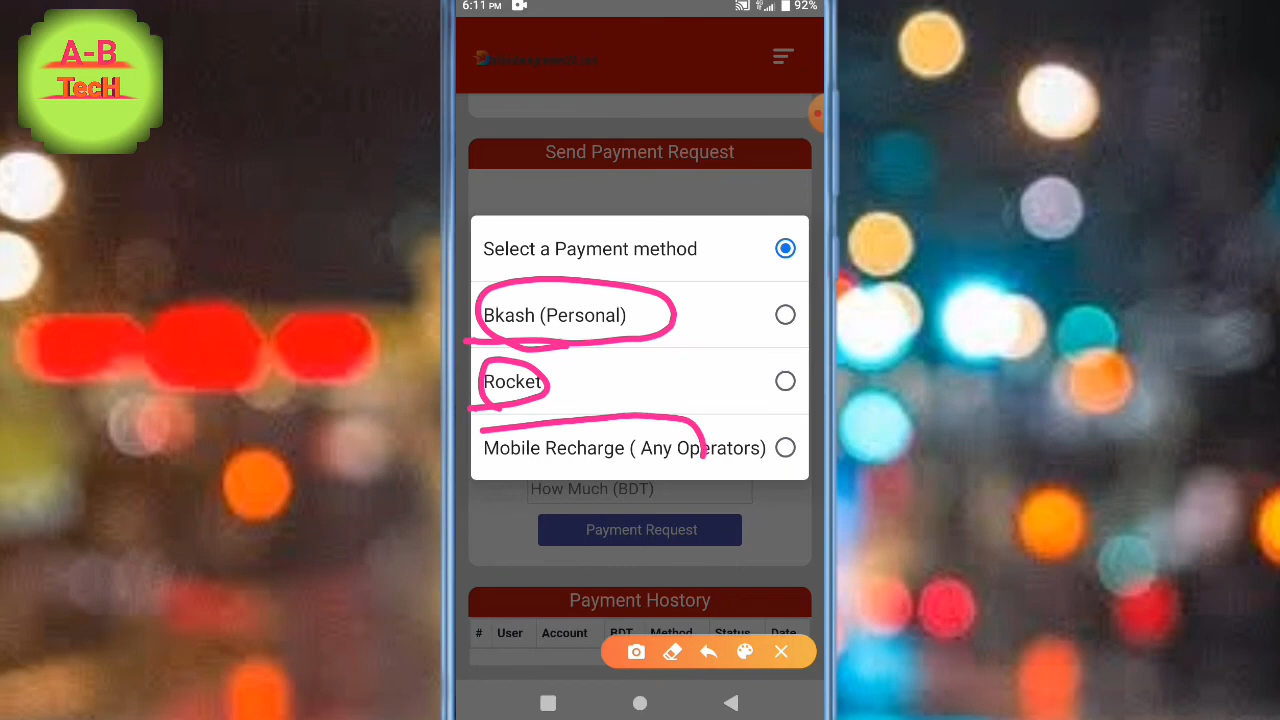 A-B
TecH
6:11 PM
92%
Send Payment Request
Select a Payment method
Bkash (Personal)
Rocket
Mobile Recharge ( Any Operators)
How Much (BDT)
Payment Request
Payment Hostory
# User Account BDT Method Status Date